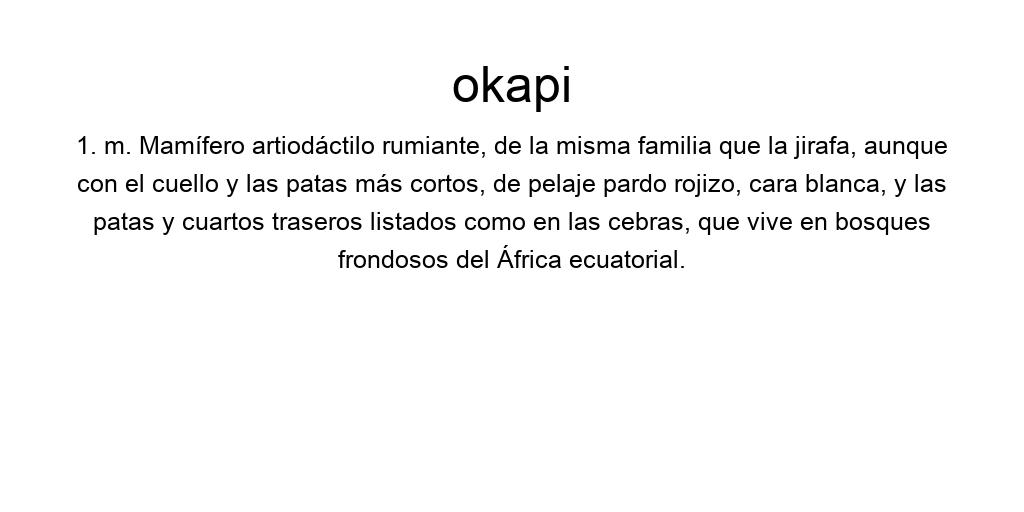 okapi
1. m. Mamífero artiodáctilo rumiante, de la misma familia que la jirafa, aunque
con el cuello y las patas más cortos, de pelaje pardo rojizo, cara blanca, y las
patas y cuartos traseros listados como en las cebras, que vive en bosques
frondosos del África ecuatorial.